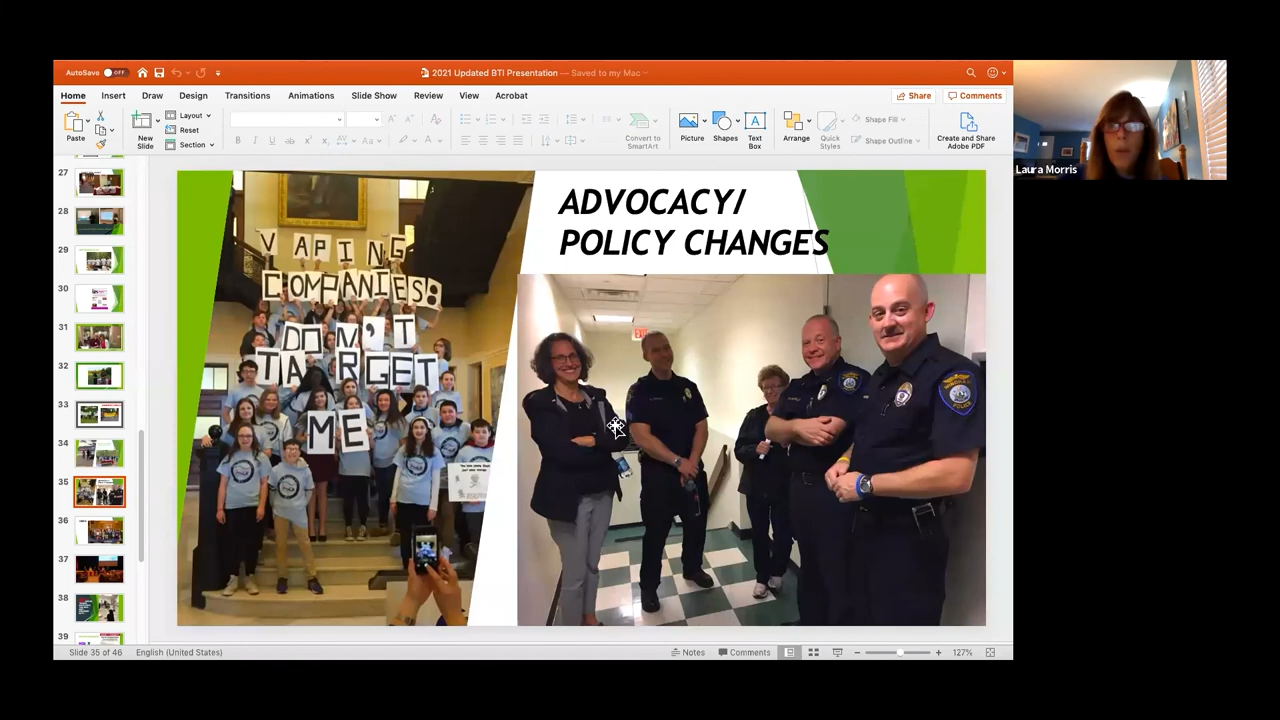 AutoSave OFF
2021 Updated BTI Presentation — Saved to my Mac
Home Insert Draw Design Transitions Animations Slide Show Review View Acrobat
Share Comments
Paste
New Slide
Layout
Reset
Section
Convert to SmartArt
Picture
Shapes
Text Box
Arrange
Quick Styles
Shape Fill
Shape Outline
Create and Share Adobe PDF
Laura Morris
27
28
29
30
31
32
33
34
35
36
37
38
39
ADVOCACY/
POLICY CHANGES
VAPING
COMPANIES:
DON'T
TARGET
ME
EXIT
POLICE
Slide 35 of 46
English (United States)
Notes
Comments
127%